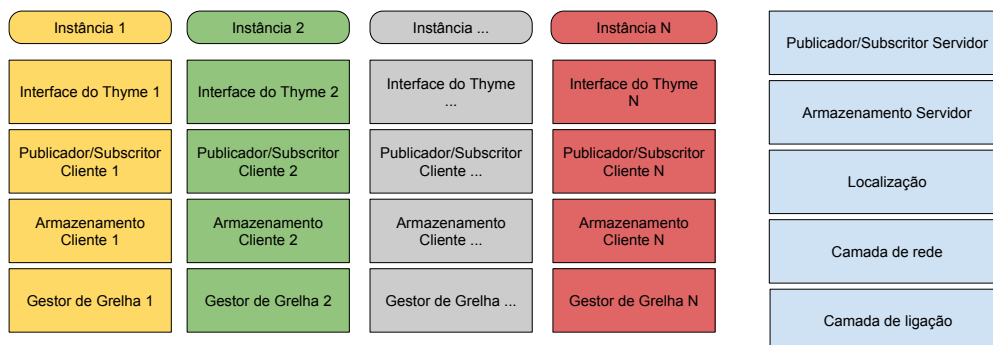 Instância 1
Instância 2
Instância ...
Instância N
Interface do Thyme 1
Interface do Thyme 2
Interface do Thyme
...
Interface do Thyme
N
Publicador/Subscritor
Cliente 1
Publicador/Subscritor
Cliente 2
Publicador/Subscritor
Cliente ...
Publicador/Subscritor
Cliente N
Armazenamento
Cliente 1
Armazenamento
Cliente 2
Armazenamento
Cliente ...
Armazenamento
Cliente N
Gestor de Grelha 1
Gestor de Grelha 2
Gestor de Grelha ...
Gestor de Grelha N
Publicador/Subscritor Servidor
Armazenamento Servidor
Localização
Camada de rede
Camada de ligação